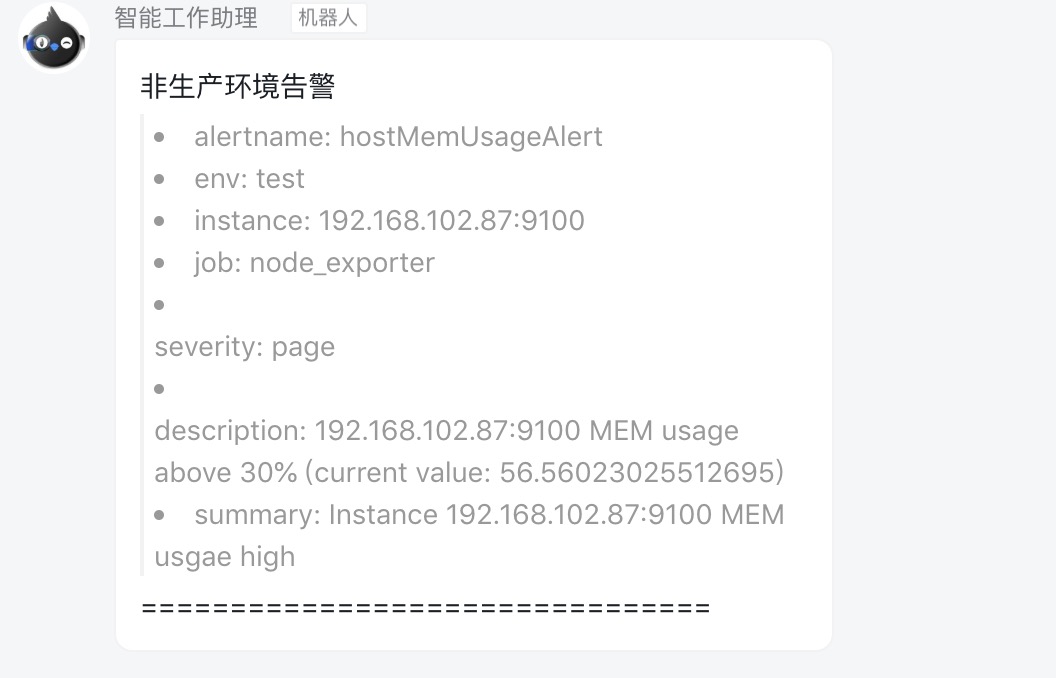 智能工作助理 机器人
非生产环境告警
• alertname: hostMemUsageAlert
• env: test
• instance: 192.168.102.87:9100
• job: node_exporter
•
severity: page
•
description: 192.168.102.87:9100 MEM usage
above 30% (current value: 56.56023025512695)
• summary: Instance 192.168.102.87:9100 MEM
usgae high
================================